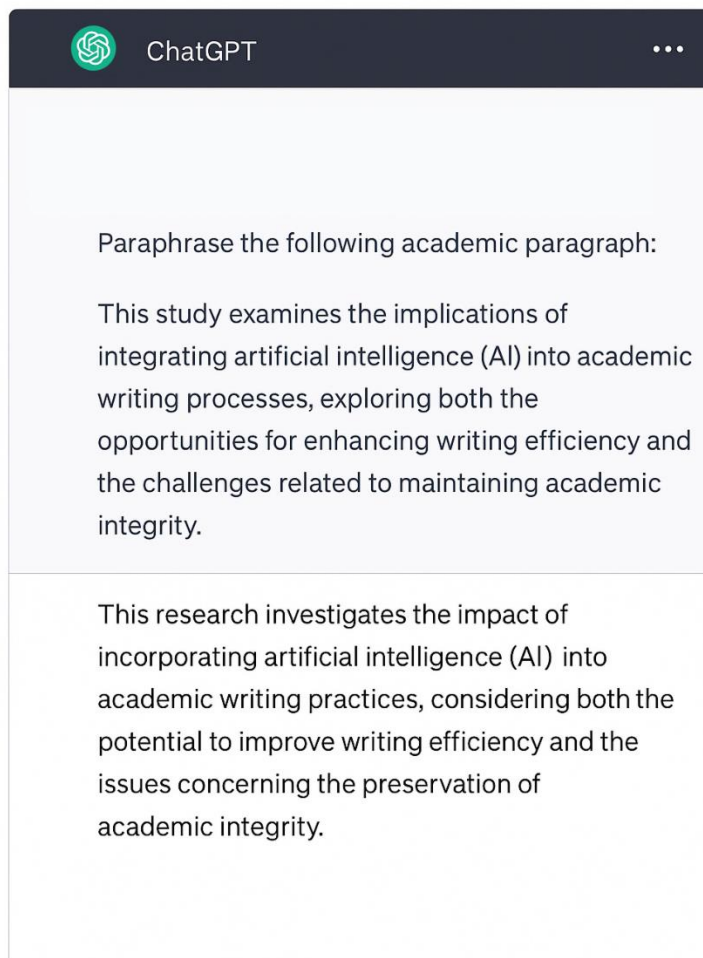 ChatGPT
Paraphrase the following academic paragraph:
This study examines the implications of
integrating artificial intelligence (AI) into academic
writing processes, exploring both the
opportunities for enhancing writing efficiency and
the challenges related to maintaining academic
integrity.
This research investigates the impact of
incorporating artificial intelligence (AI) into
academic writing practices, considering both the
potential to improve writing efficiency and the
issues concerning the preservation of
academic integrity.